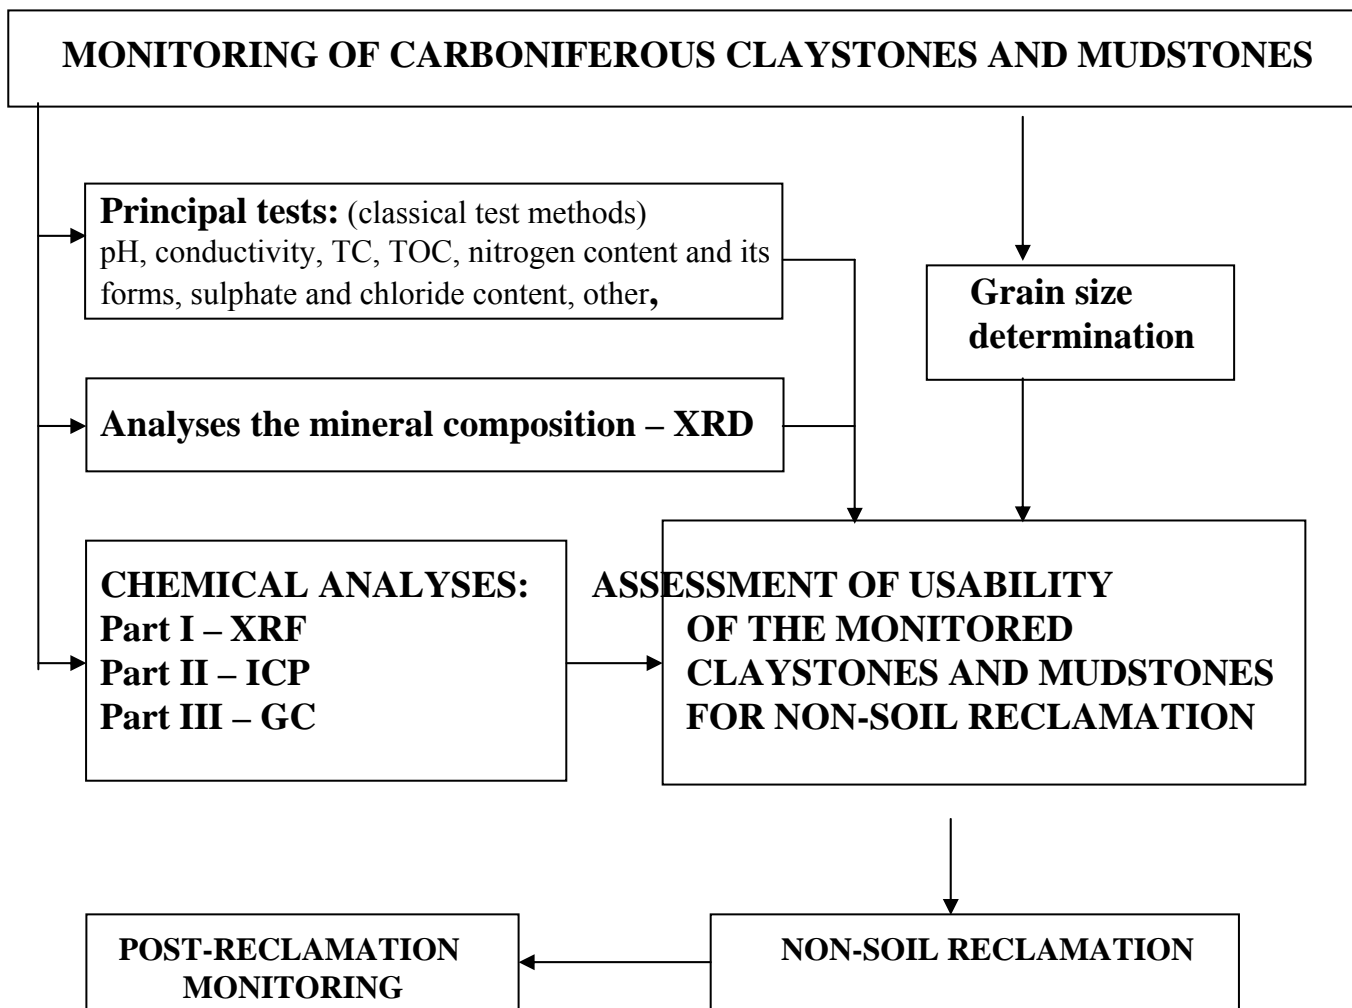 MONITORING OF CARBONIFEROUS CLAYSTONES AND MUDSTONES
Principal tests: (classical test methods)
pH, conductivity, TC, TOC, nitrogen content and its
forms, sulphate and chloride content, other,
Grain size
determination
Analyses the mineral composition – XRD
CHEMICAL ANALYSES:
Part I – XRF
Part II – ICP
Part III – GC
ASSESSMENT OF USABILITY
OF THE MONITORED
CLAYSTONES AND MUDSTONES
FOR NON-SOIL RECLAMATION
POST-RECLAMATION
MONITORING
NON-SOIL RECLAMATION